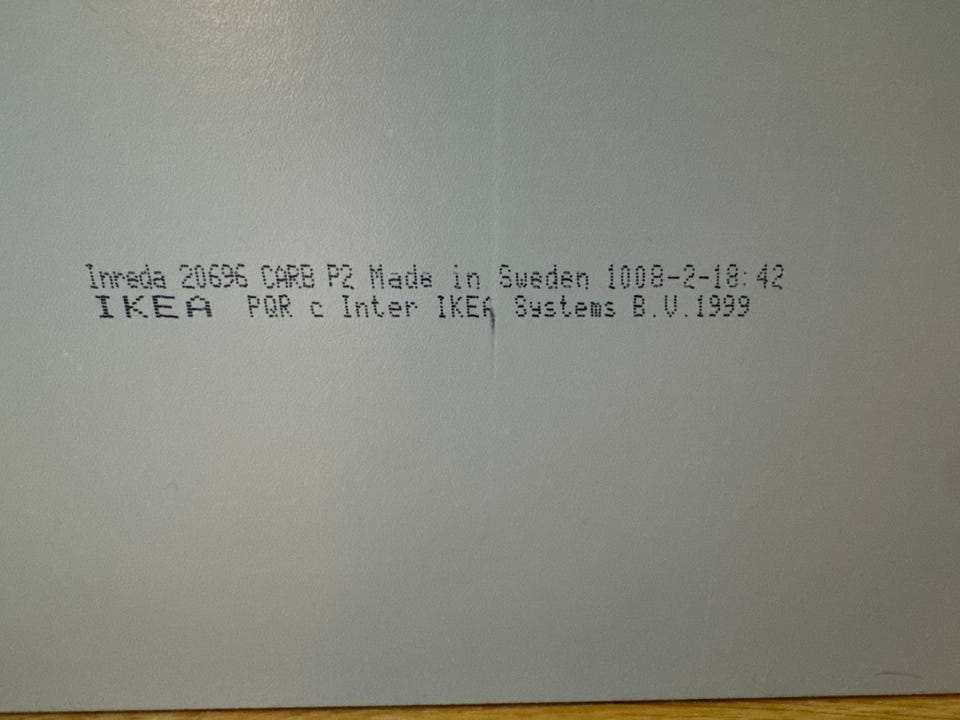 Inreda 20696 CARB P2 Made in Sweden 1008-2-18:42
IKEA PQR c Inter IKEA Systems B.V.1999